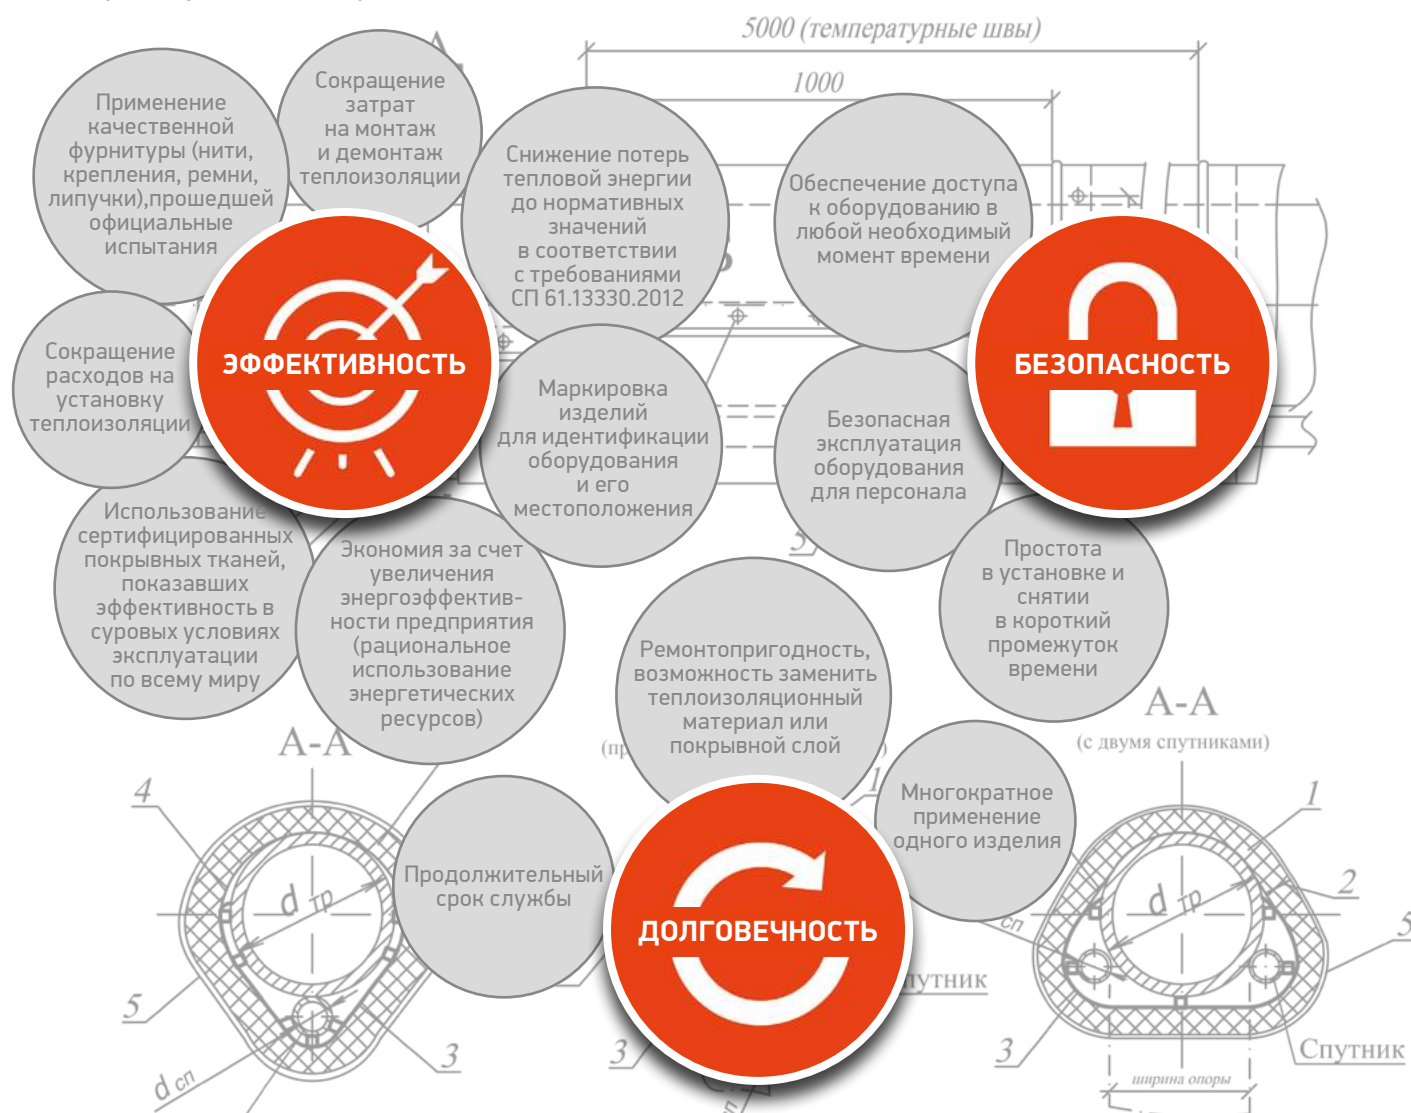 5000 (температурные швы)
1000
Применение
качественной
фурнитуры (нити,
крепления, ремни,
липучки),прошедшей
официальные
испытания
Сокращение
затрат
на монтаж
и демонтаж
теплоизоляции
Снижение потерь
тепловой энергии
до нормативных
значений
в соответствии
с требованиями
СП 61.13330.2012
Обеспечение доступа
к оборудованию в
любой необходимый
момент времени
ЭФФЕКТИВНОСТЬ
БЕЗОПАСНОСТЬ
Сокращение
расходов на
установку
теплоизоляции
Маркировка
изделий
для идентификации
оборудования
и его
местоположения
Безопасная
эксплуатация
оборудования
для персонала
Использование
сертифицированных
покрывных тканей,
показавших
эффективность в
суровых условиях
эксплуатации
по всему миру
Экономия за счет
увеличения
энергоэффектив-
ности предприятия
(рациональное
использование
энергетических
ресурсов)
5
Простота
в установке и
снятии
в короткий
промежуток
времени
Ремонтопригодность,
возможность заменить
теплоизоляционный
материал или
покрывной слой
Многократное
применение
одного изделия
Продолжительный
срок службы
ДОЛГОВЕЧНОСТЬ
А-А
4
d тр
5
3
d сп
3
1
А-А
(с двумя спутниками)
1
2
d тр
5
сп
3
Спутник
ширина опоры